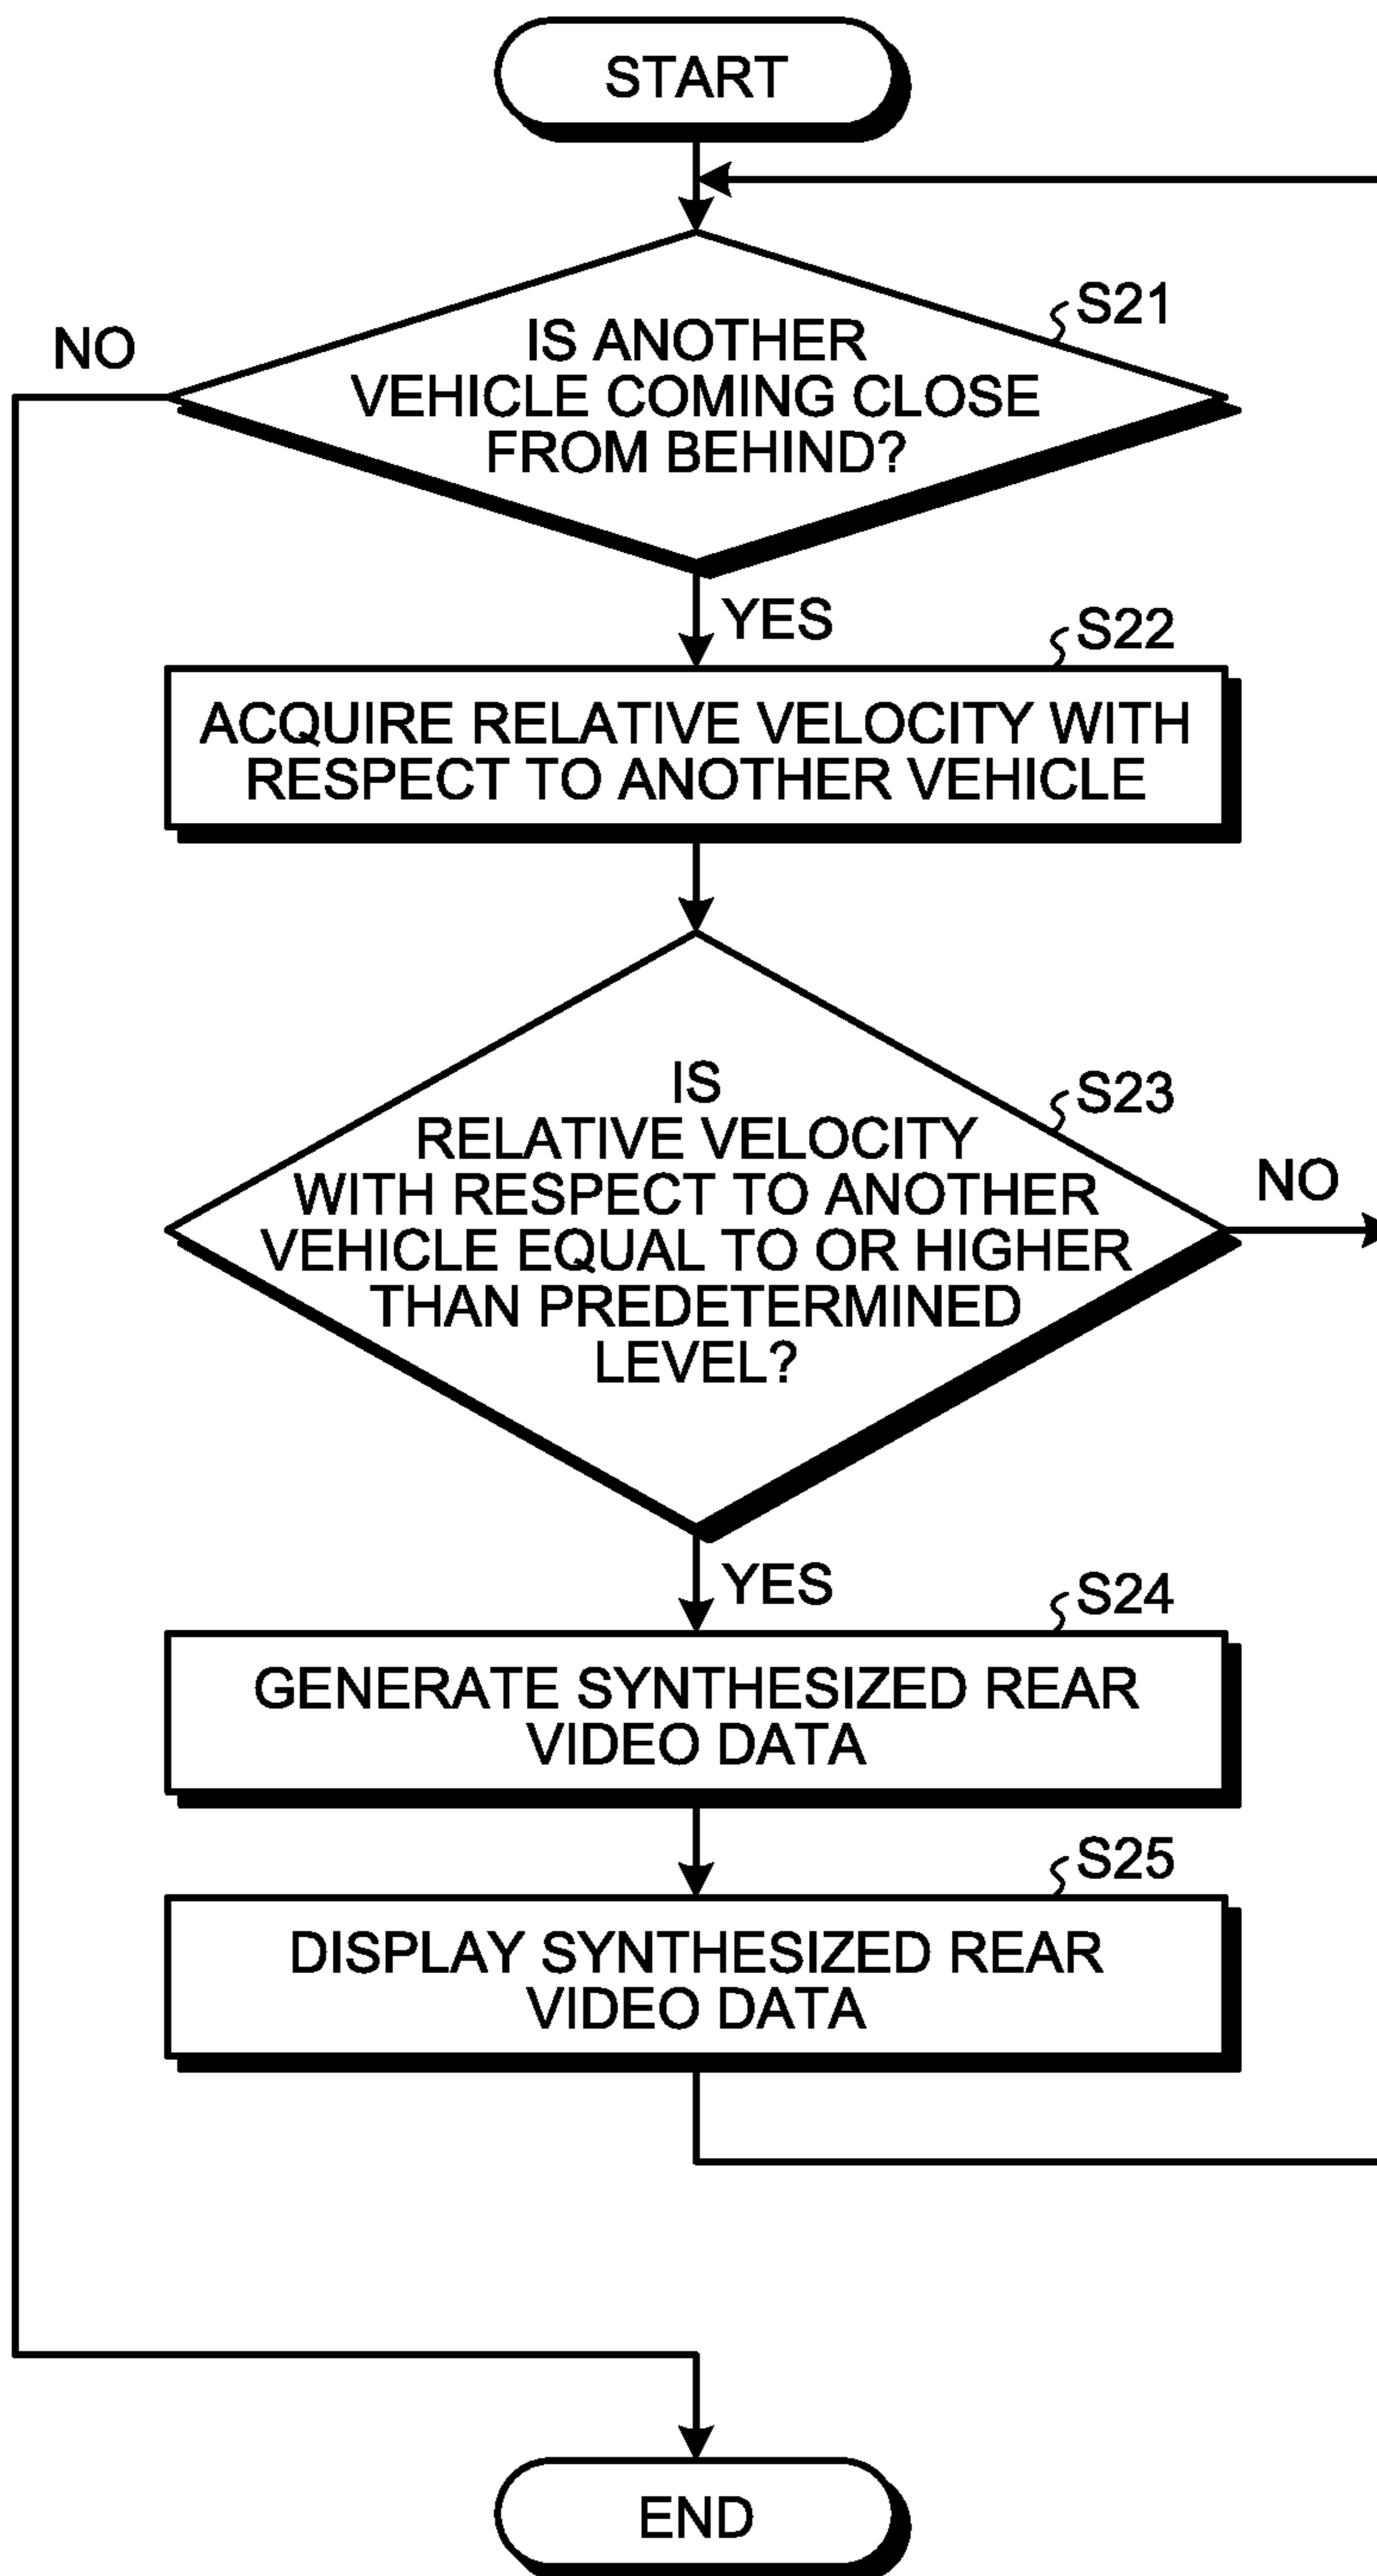 START
S21
NO
IS ANOTHER
VEHICLE COMING CLOSE
FROM BEHIND?
YES
S22
ACQUIRE RELATIVE VELOCITY WITH
RESPECT TO ANOTHER VEHICLE
IS
S23
RELATIVE VELOCITY
WITH RESPECT TO ANOTHER
NO
VEHICLE EQUAL TO OR HIGHER
THAN PREDETERMINED
LEVEL?
YES
S24
GENERATE SYNTHESIZED REAR
VIDEO DATA
S25
DISPLAY SYNTHESIZED REAR
VIDEO DATA
END